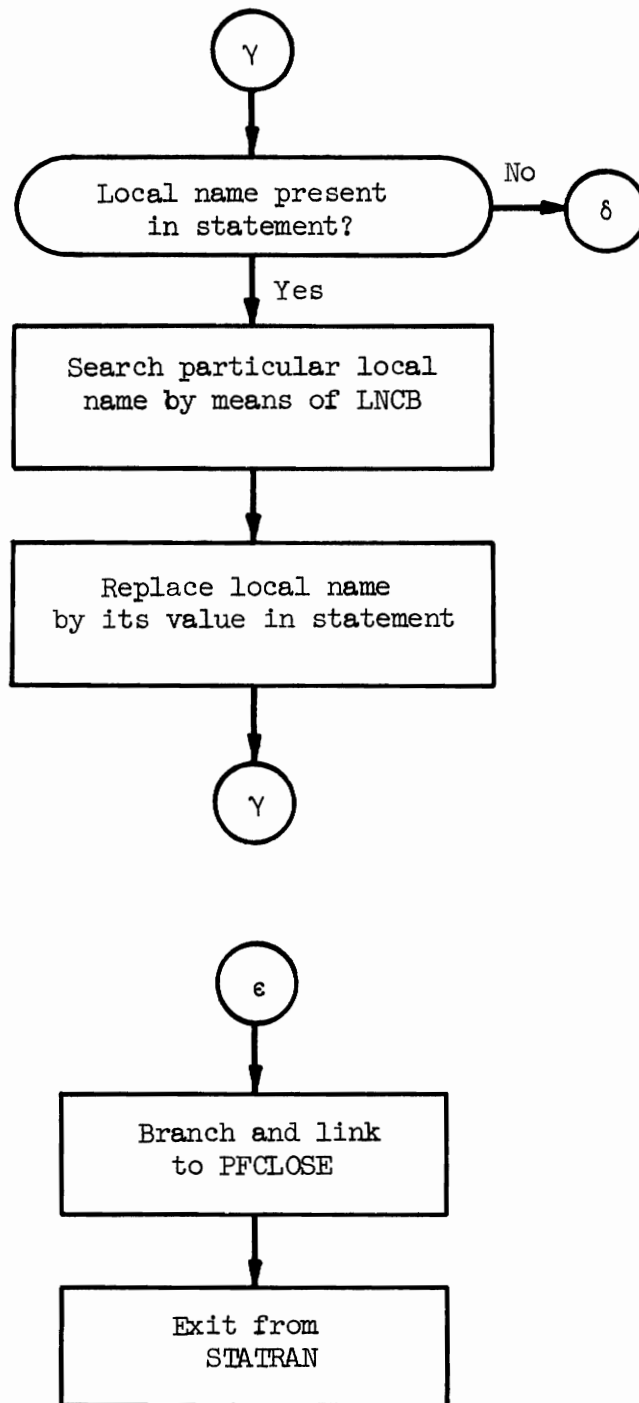 γ
Local name present
in statement?
No
δ
Yes
Search particular local
name by means of LNCB
Replace local name
by its value in statement
γ
ε
Branch and link
to PFCLOSE
Exit from
STATRAN